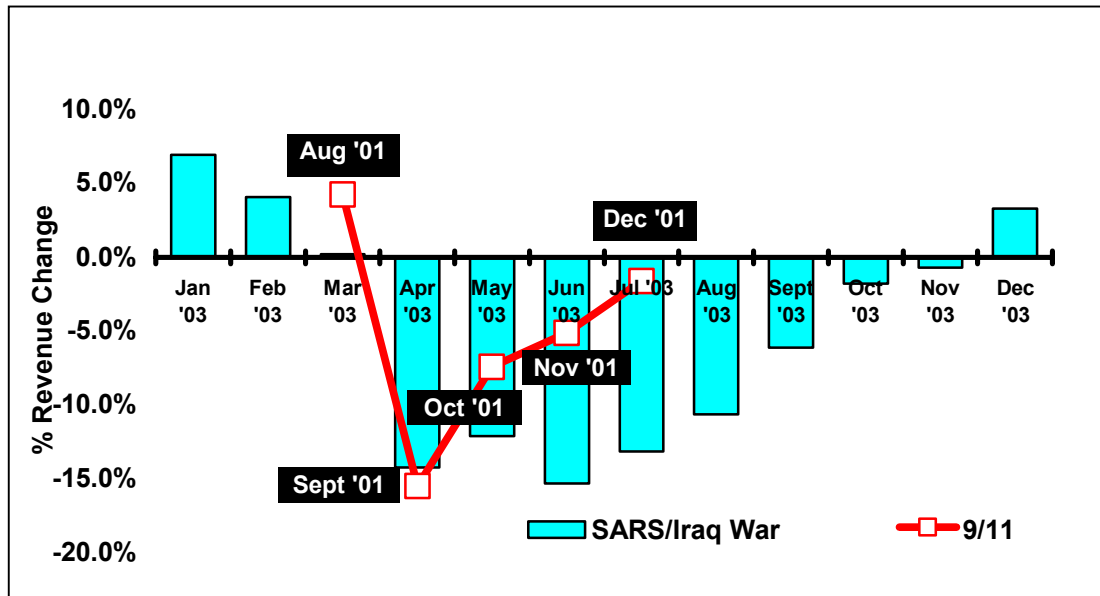 % Revenue Change
10.0%
5.0%
0.0%
-5.0%
-10.0%
-15.0%
-20.0%
Aug '01
Sept '01
Oct '01
Nov '01
Dec '01
Jan
'03
Feb
'03
Mar
'03
Apr
'03
May
'03
Jun
'03
Jul '03
Aug
'03
Sept
'03
Oct
'03
Nov
'03
Dec
'03
SARS/Iraq War
9/11